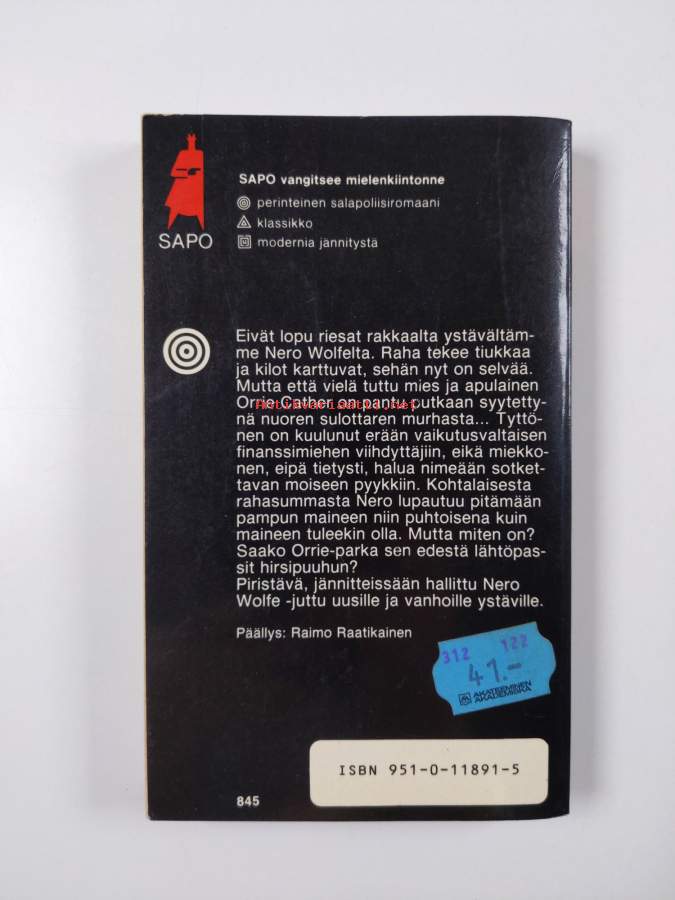 SAPO vangitsee mielenkiintonne
perinteinen salapoliisiromaani
klassikko
modernia jännitystä
SAPO
Eivät lopu riesat rakkaalta ystävältäm-
me Nero Wolfelta. Raha tekee tiukkaa
ja kilot karttuvat, sehän nyt on selvää.
Mutta että vielä tuttu mies ja apulainen
Orrie Cather on pantu putkaan syytetty-
Antikvariaatti.net
nä nuoren sulottaren murhasta... Tyttö-
nen on kuulunut erään vaikutusvaltaisen
finanssimiehen viihdyttäjiin, eikä miekko-
nen, eipä tietysti, halua nimeään sotket-
tavan moiseen pyykkiin. Kohtalaisesta
rahasummasta Nero lupautuu pitämään
pampun maineen niin puhtoisena kuin
maineen tuleekin olla. Mutta miten on?
Saako Orrie-parka sen edestä lähtöpas-
sit hirsipuuhun?
Piristävä, jännitteissään hallittu Nero
Wolfe -juttu uusille ja vanhoille ystäville.
Päällys: Raimo Raatikainen
312 122
41.-
AKATEEMINEN
AKADEMISKA
ISBN 951-0-11891-5
845